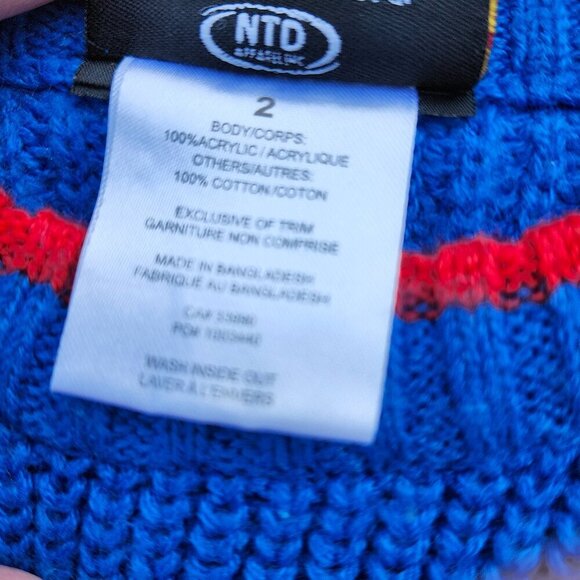 NTD
APPAREL INC
2
BODY/CORPS:
100%ACRYLIC / ACRYLIQUE
OTHERS/AUTRES:
100% COTTON/COTON
EXCLUSIVE OF TRIM
GARNITURE NON COMPRISE
MADE IN BANGLADESH
FABRIQUE AU BANGLADESH
WASH INSIDE OUT
LAVER À L'ENVERS